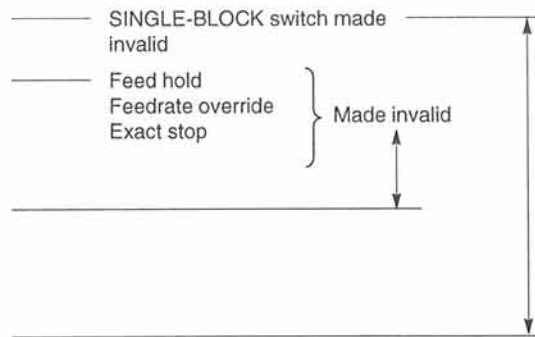 SINGLE-BLOCK switch made
invalid
Feed hold
Feedrate override
Exact stop
Made invalid